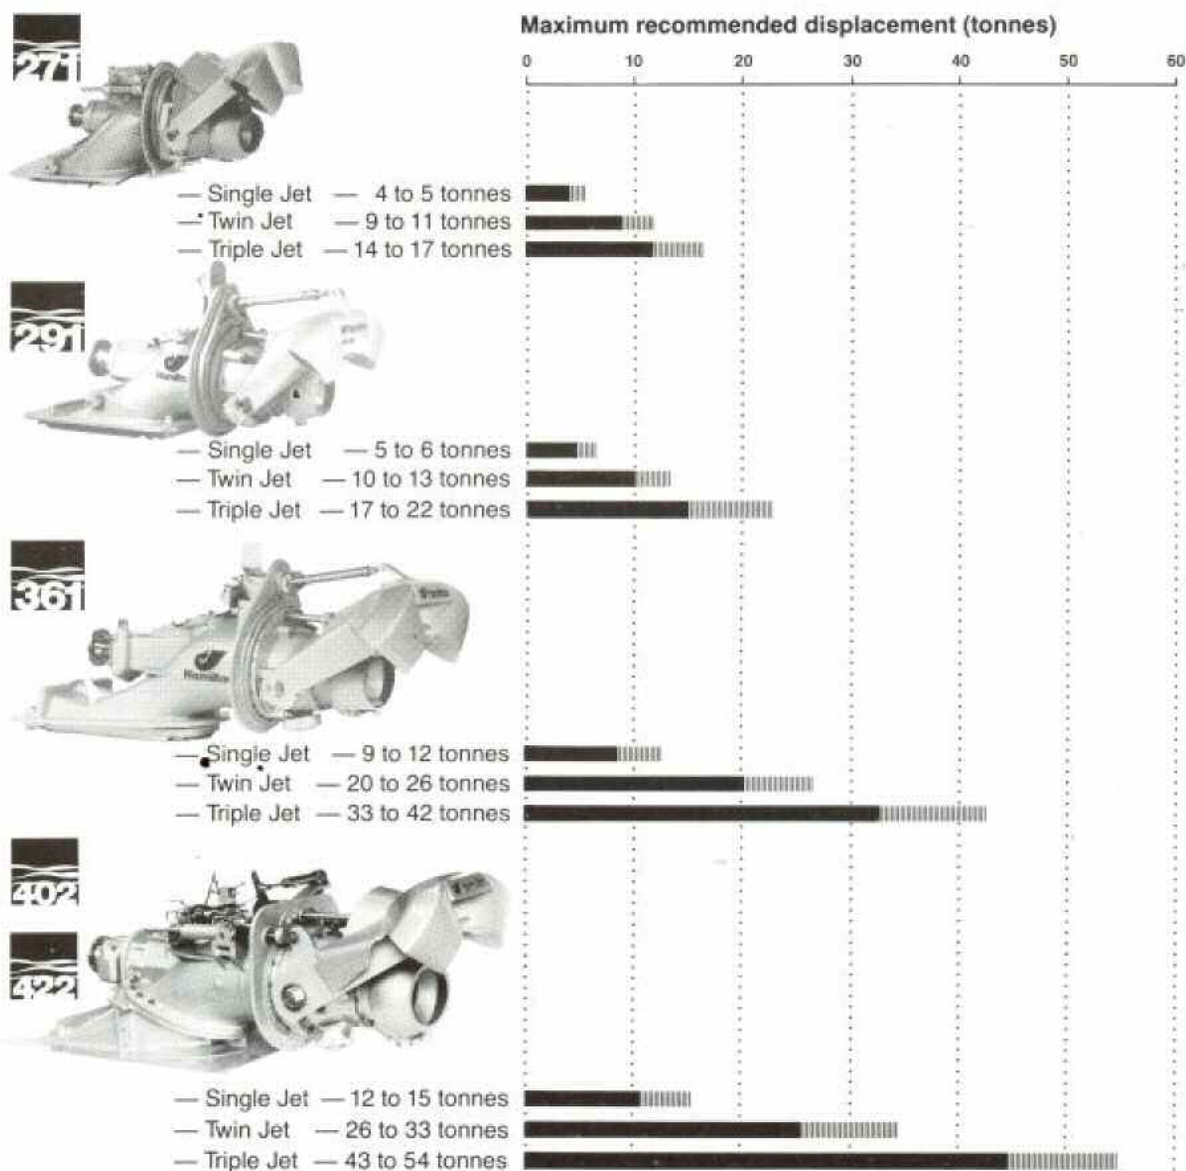 Maximum recommended displacement (tonnes)
0 10 20 30 40 50 60
271
— Single Jet — 4 to 5 tonnes
— Twin Jet — 9 to 11 tonnes
— Triple Jet — 14 to 17 tonnes
291
Hamilton
— Single Jet — 5 to 6 tonnes
— Twin Jet — 10 to 13 tonnes
— Triple Jet — 17 to 22 tonnes
361
Hamilton
— Single Jet — 9 to 12 tonnes
— Twin Jet — 20 to 26 tonnes
— Triple Jet — 33 to 42 tonnes
402
422
— Single Jet — 12 to 15 tonnes
— Twin Jet — 26 to 33 tonnes
— Triple Jet — 43 to 54 tonnes